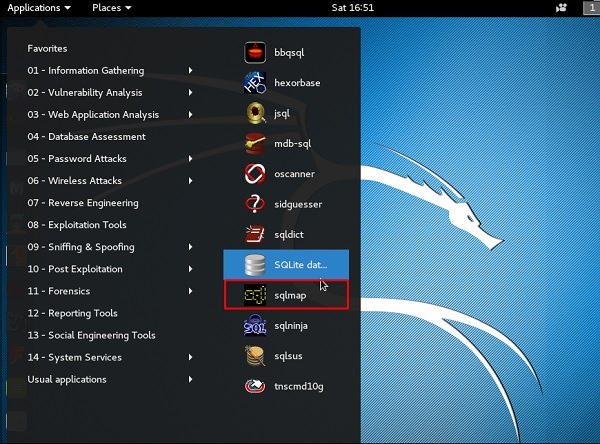 Applications Places Sat 16:51 1
Favorites
01 - Information Gathering
02 - Vulnerability Analysis
03 - Web Application Analysis
04 - Database Assessment
05 - Password Attacks
06 - Wireless Attacks
07 - Reverse Engineering
08 - Exploitation Tools
09 - Sniffing & Spoofing
10 - Post Exploitation
11 - Forensics
12 - Reporting Tools
13 - Social Engineering Tools
14 - System Services
Usual applications
bbqsql
HEX
hexorbase
jsql
mdb-sql
oscanner
sidguesser
sqldict
SQLite dat...
sql
sqlmap
SQL
sqlninja
sqlsus
tnscmd10g